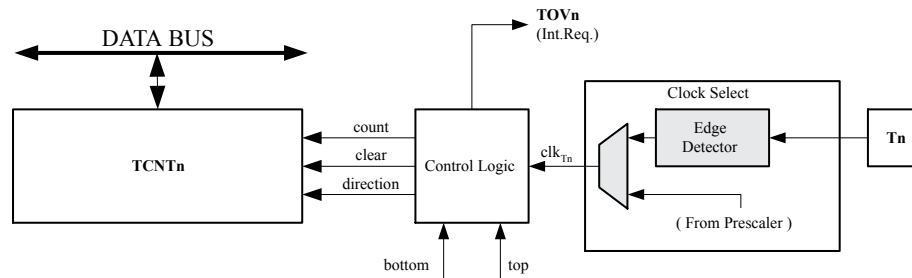 TOVn
(Int.Req.)
DATA BUS
Clock Select
TCNTn
count
clear
direction
Control Logic
clkTn
Edge
Detector
Tn
( From Prescaler )
bottom
top